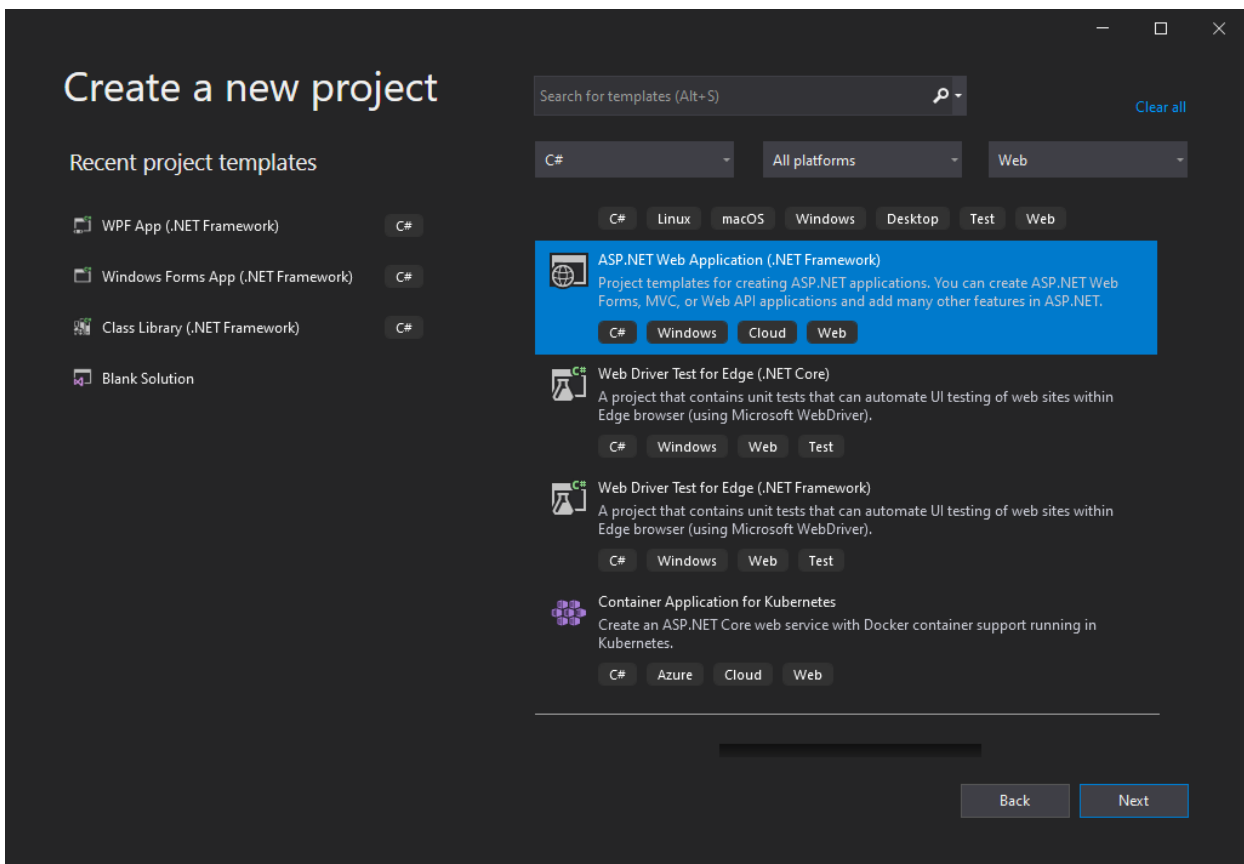 Create a new project
Search for templates (Alt+S)
Clear all
Recent project templates
C#
All platforms
Web
WPF App (.NET Framework)
C#
Windows Forms App (.NET Framework)
C#
Class Library (.NET Framework)
C#
Blank Solution
C# Linux macOS Windows Desktop Test Web
ASP.NET Web Application (.NET Framework)
Project templates for creating ASP.NET applications. You can create ASP.NET Web
Forms, MVC, or Web API applications and add many other features in ASP.NET.
C# Windows Cloud Web
C#
Web Driver Test for Edge (.NET Core)
A project that contains unit tests that can automate UI testing of web sites within
Edge browser (using Microsoft WebDriver).
C# Windows Web Test
C#
Web Driver Test for Edge (.NET Framework)
A project that contains unit tests that can automate UI testing of web sites within
Edge browser (using Microsoft WebDriver).
C# Windows Web Test
Container Application for Kubernetes
Create an ASP.NET Core web service with Docker container support running in
Kubernetes.
C# Azure Cloud Web
Back
Next